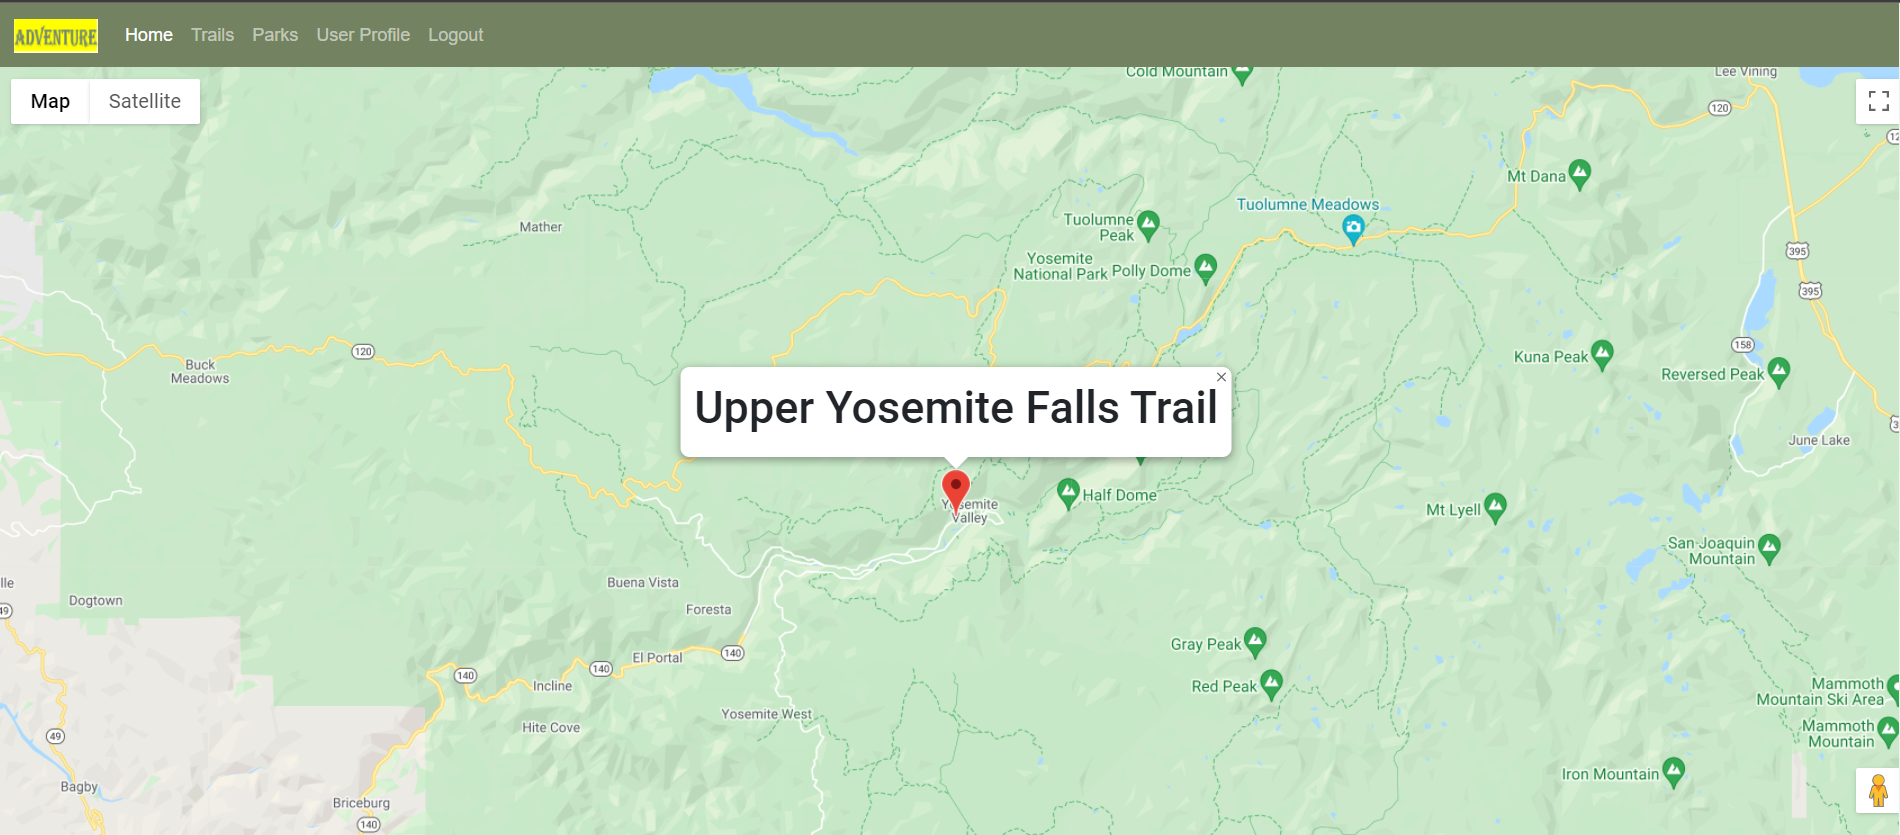 ADVENTURE Home Trails Parks User Profile Logout
Map Satellite
Cold Mountain
Lee Vining
120
Mt Dana
Tuolumne Meadows
Tuolumne
Peak
Mather
Yosemite
National Park
Polly Dome
395
395
120
Buck
Meadows
158
Kuna Peak
Reversed Peak
Upper Yosemite Falls Trail
June Lake
Half Dome
Yosemite
Valley
Mt Lyell
San Joaquin
Mountain
Buena Vista
Dogtown
49
Foresta
Gray Peak
140
El Portal
140
140
Incline
Red Peak
Mammoth
Mountain Ski Area
Yosemite West
Hite Cove
Mammoth
Mountain
49
Iron Mountain
Bagby
Briceburg
140